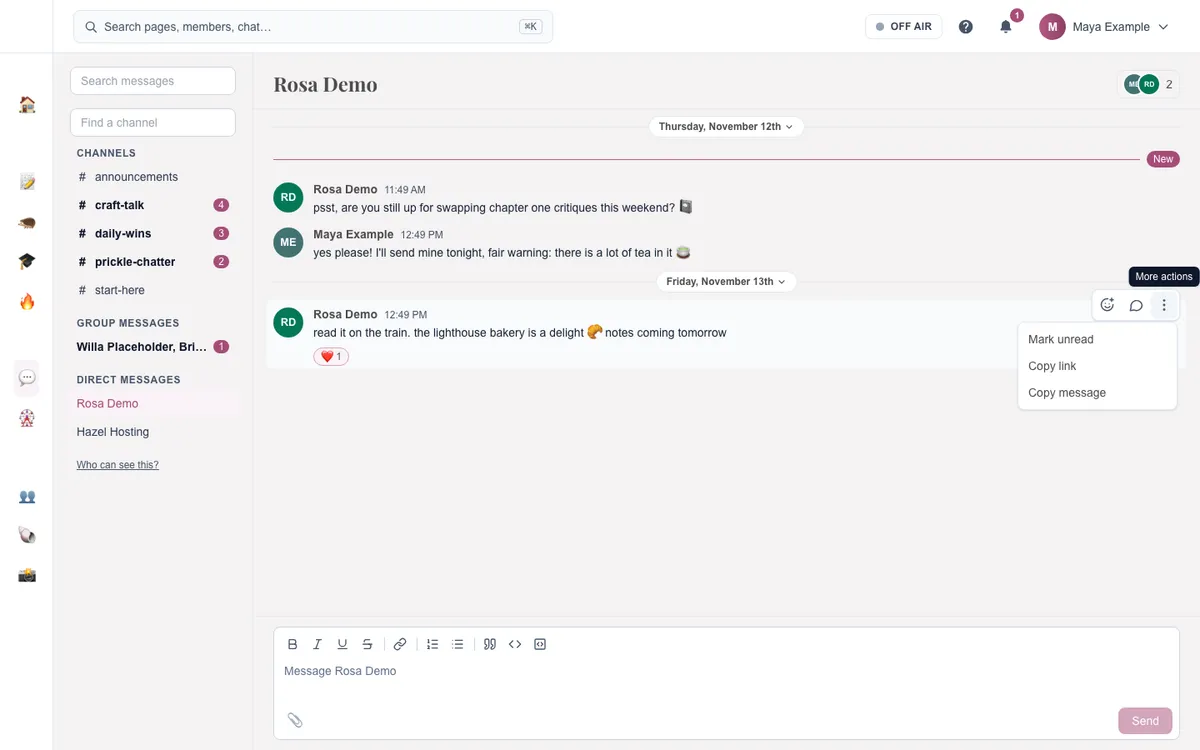 Search pages, members, chat…
⌘K
OFF AIR
1
M
Maya Example
Search messages
Find a channel
CHANNELS
# announcements
# craft-talk 4
# daily-wins 3
# prickle-chatter 2
# start-here
GROUP MESSAGES
Willa Placeholder, Bri… 1
DIRECT MESSAGES
Rosa Demo
Hazel Hosting
Who can see this?
Rosa Demo
RD 2
Thursday, November 12th
New
RD
Rosa Demo 11:49 AM
psst, are you still up for swapping chapter one critiques this weekend?
ME
Maya Example 12:49 PM
yes please! I'll send mine tonight, fair warning: there is a lot of tea in it
Friday, November 13th
More actions
RD
Rosa Demo 12:49 PM
read it on the train. the lighthouse bakery is a delight 🥐 notes coming tomorrow
❤️ 1
Mark unread
Copy link
Copy message
Message Rosa Demo
Send